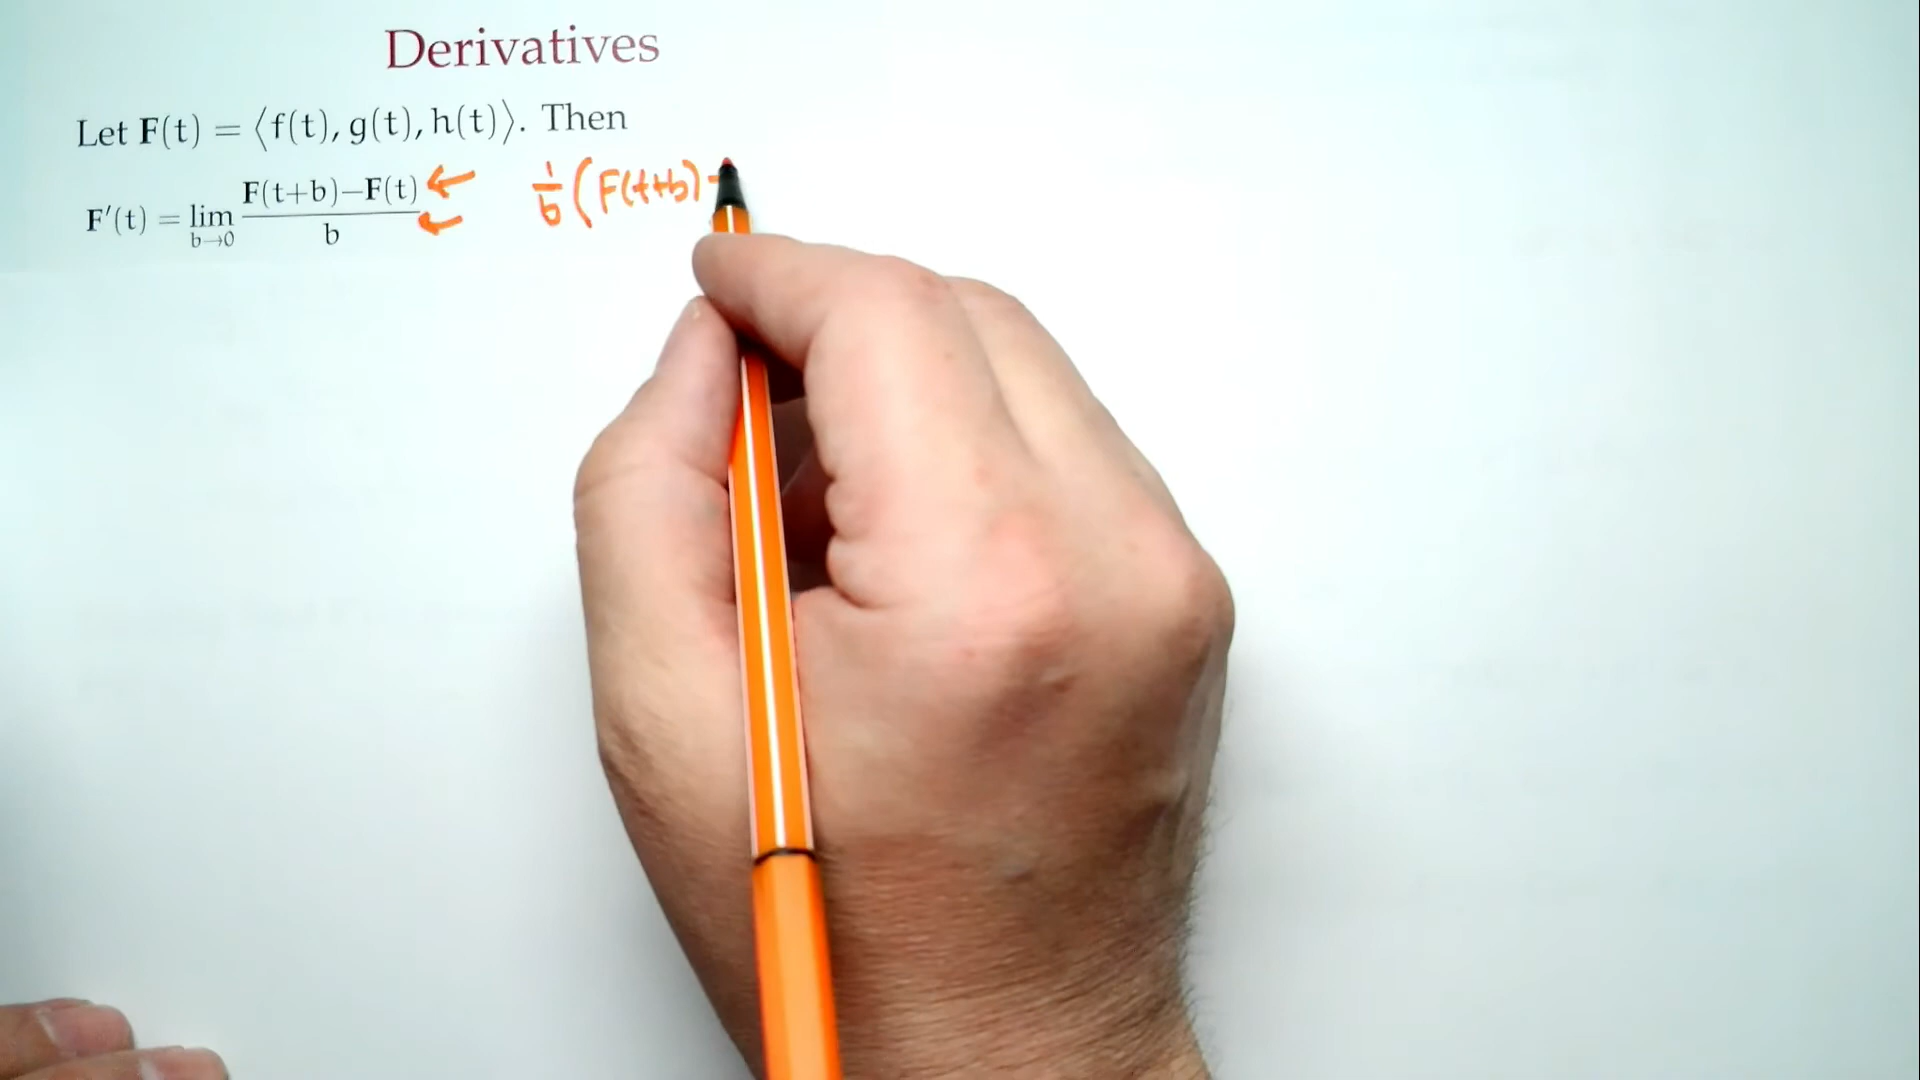 Derivatives
Let F(t) = ⟨f(t), g(t), h(t)⟩. Then
F′(t) = lim b→0 F(t+b)−F(t) / b
1/b (F(t+b) −